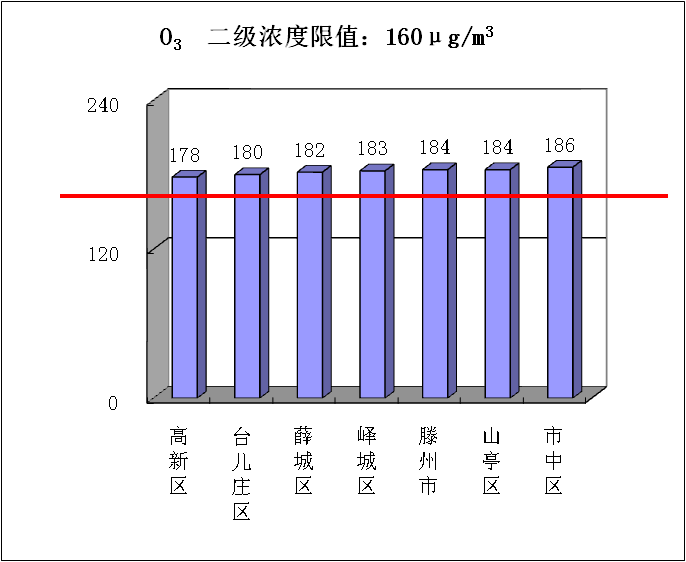 O₃ 二级浓度限值：160μg/m³
240
120
0
178
180
182
183
184
184
186
高新区
台儿庄区
薛城区
峄城区
滕州市
山亭区
市中区